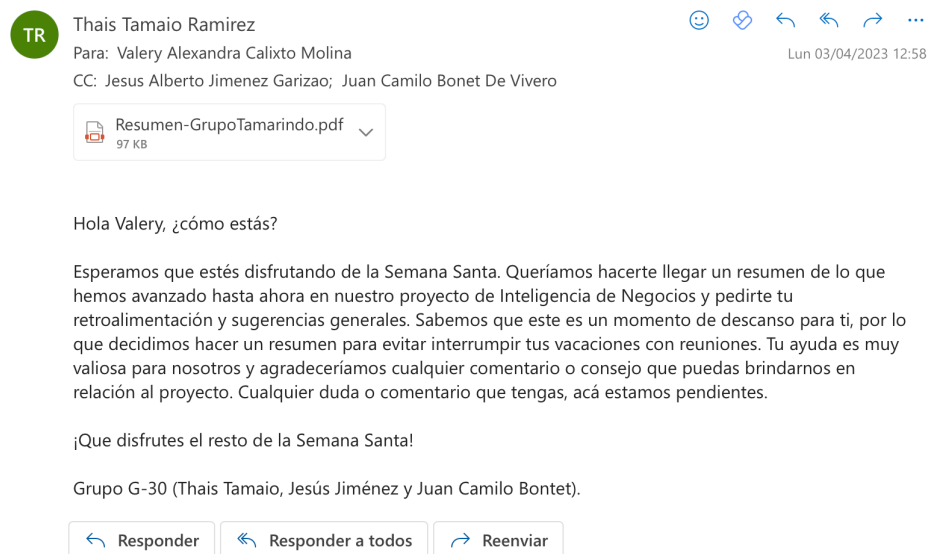 TR
Thais Tamaio Ramirez
Para: Valery Alexandra Calixto Molina
Lun 03/04/2023 12:58
CC: Jesus Alberto Jimenez Garizao; Juan Camilo Bonet De Vivero
Resumen-GrupoTamarindo.pdf
97 KB
Hola Valery, ¿cómo estás?
Esperamos que estés disfrutando de la Semana Santa. Queríamos hacerte llegar un resumen de lo que
hemos avanzado hasta ahora en nuestro proyecto de Inteligencia de Negocios y pedirte tu
retroalimentación y sugerencias generales. Sabemos que este es un momento de descanso para ti, por lo
que decidimos hacer un resumen para evitar interrumpir tus vacaciones con reuniones. Tu ayuda es muy
valiosa para nosotros y agradeceríamos cualquier comentario o consejo que puedas brindarnos en
relación al proyecto. Cualquier duda o comentario que tengas, acá estamos pendientes.
¡Que disfrutes el resto de la Semana Santa!
Grupo G-30 (Thais Tamaio, Jesús Jiménez y Juan Camilo Bontet).
Responder
Responder a todos
Reenviar